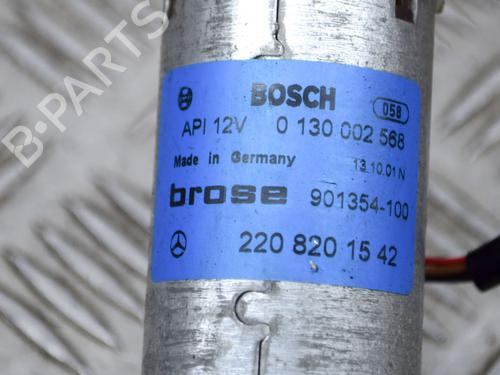 B-PARTS
BOSCH 058
API 12V 0 130 002 568
Made in Germany 13.10.01 N
brose 901354-100
220 820 15 42